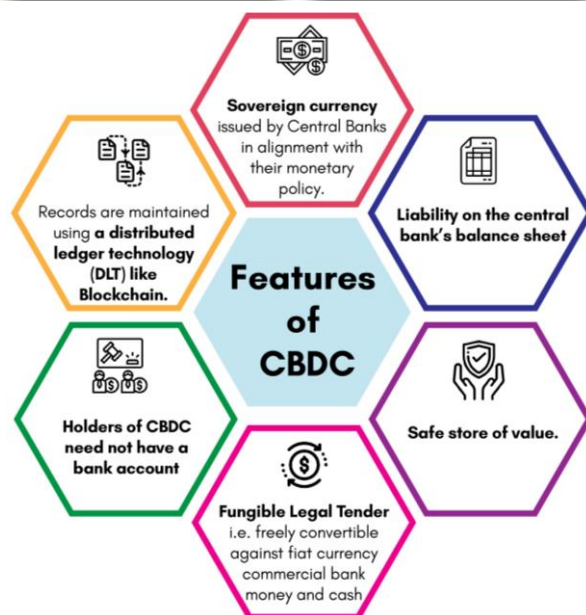 Sovereign currency
issued by Central Banks
in alignment with
their monetary
policy.
Records are maintained
using a distributed
ledger technology
(DLT) like
Blockchain.
Liability on the central
bank's balance sheet
Features
of
CBDC
Holders of CBDC
need not have a
bank account
Safe store of value.
Fungible Legal Tender
i.e. freely convertible
against fiat currency
commercial bank
money and cash